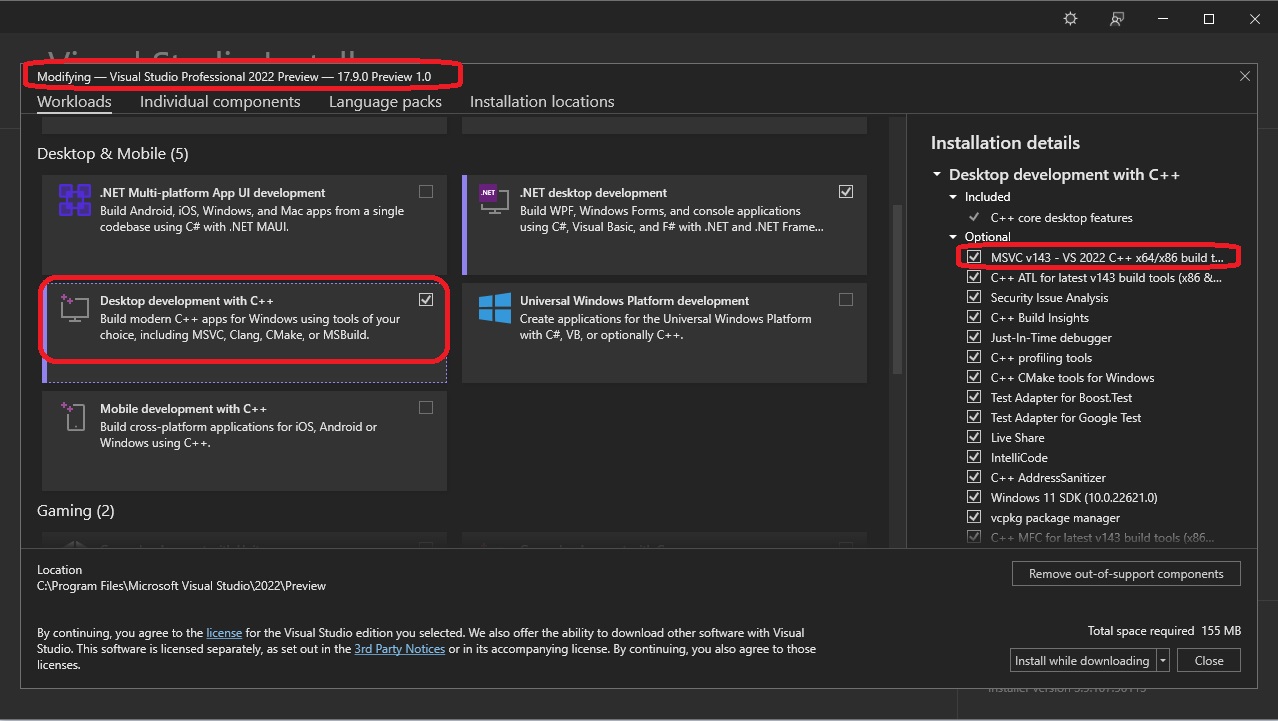 Visual Studio Installer
Modifying — Visual Studio Professional 2022 Preview — 17.9.0 Preview 1.0
Workloads
Individual components
Language packs
Installation locations
Desktop & Mobile (5)
.NET Multi-platform App UI development
Build Android, iOS, Windows, and Mac apps from a single
codebase using C# with .NET MAUI.
.NET
.NET desktop development
Build WPF, Windows Forms, and console applications
using C#, Visual Basic, and F# with .NET and .NET Frame...
Desktop development with C++
Build modern C++ apps for Windows using tools of your
choice, including MSVC, Clang, CMake, or MSBuild.
Universal Windows Platform development
Create applications for the Universal Windows Platform
with C#, VB, or optionally C++.
Mobile development with C++
Build cross-platform applications for iOS, Android or
Windows using C++.
Gaming (2)
Installation details
Desktop development with C++
Included
C++ core desktop features
Optional
MSVC v143 - VS 2022 C++ x64/x86 build t...
C++ ATL for latest v143 build tools (x86 &...
Security Issue Analysis
C++ Build Insights
Just-In-Time debugger
C++ profiling tools
C++ CMake tools for Windows
Test Adapter for Boost.Test
Test Adapter for Google Test
Live Share
IntelliCode
C++ AddressSanitizer
Windows 11 SDK (10.0.22621.0)
vcpkg package manager
C++ MFC for latest v143 build tools (x86...
Location
C:\Program Files\Microsoft Visual Studio\2022\Preview
Remove out-of-support components
By continuing, you agree to the license for the Visual Studio edition you selected. We also offer the ability to download other software with Visual
Studio. This software is licensed separately, as set out in the 3rd Party Notices or in its accompanying license. By continuing, you also agree to those
licenses.
Total space required 155 MB
Install while downloading
Close